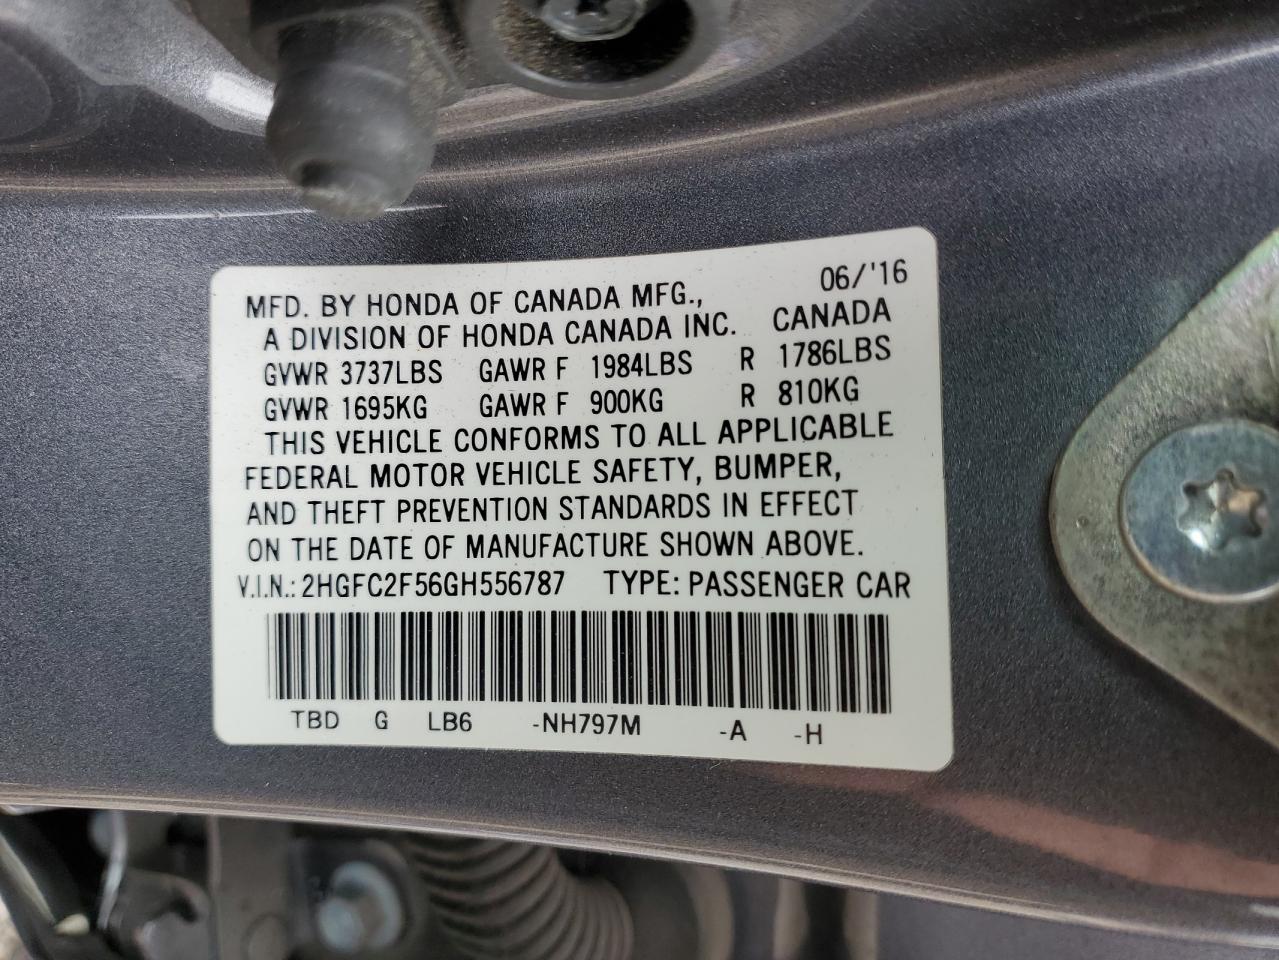 06/'16
MFD. BY HONDA OF CANADA MFG.,
A DIVISION OF HONDA CANADA INC. CANADA
GVWR 3737LBS GAWR F 1984LBS R 1786LBS
GVWR 1695KG GAWR F 900KG R 810KG
THIS VEHICLE CONFORMS TO ALL APPLICABLE
FEDERAL MOTOR VEHICLE SAFETY, BUMPER,
AND THEFT PREVENTION STANDARDS IN EFFECT
ON THE DATE OF MANUFACTURE SHOWN ABOVE.
V.I.N.: 2HGFC2F56GH556787 TYPE: PASSENGER CAR
TBD G LB6 -NH797M -A -H